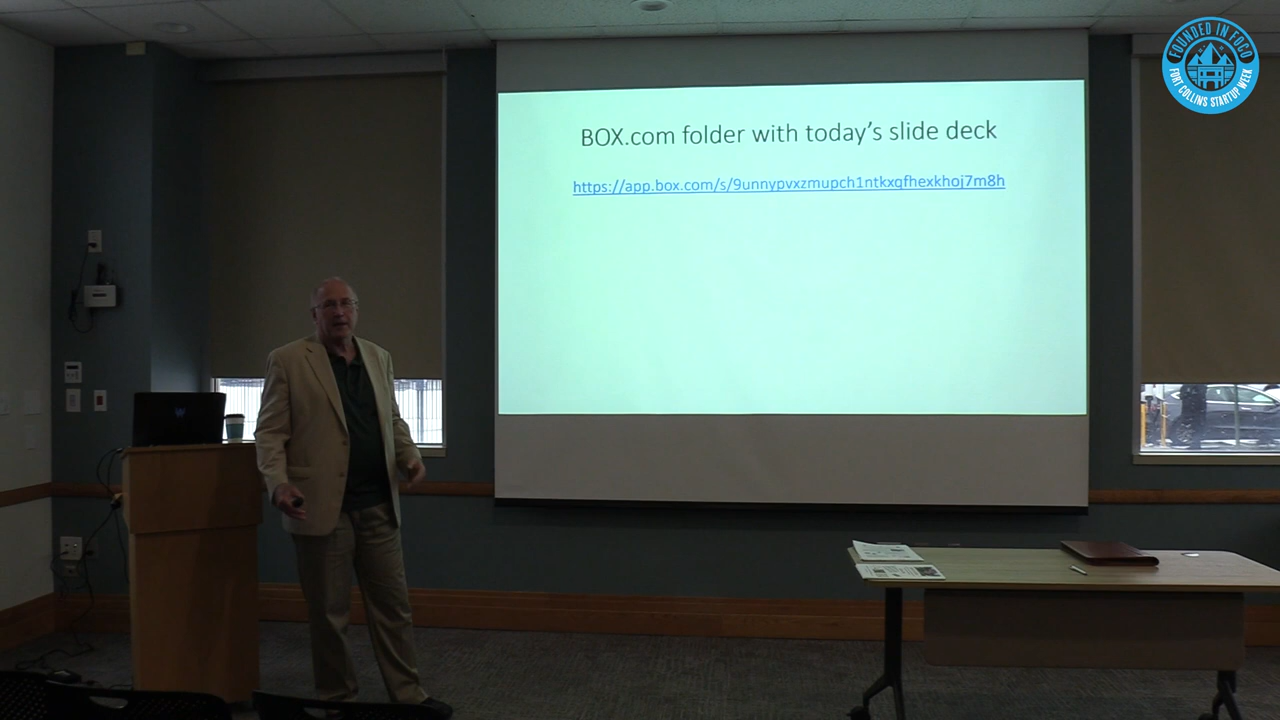 BOX.com folder with today's slide deck
https://app.box.com/s/9unnypvxzmupch1ntkxqfhexkhoj7m8h
FOUNDED IN FOCO
FORT COLLINS STARTUP WEEK